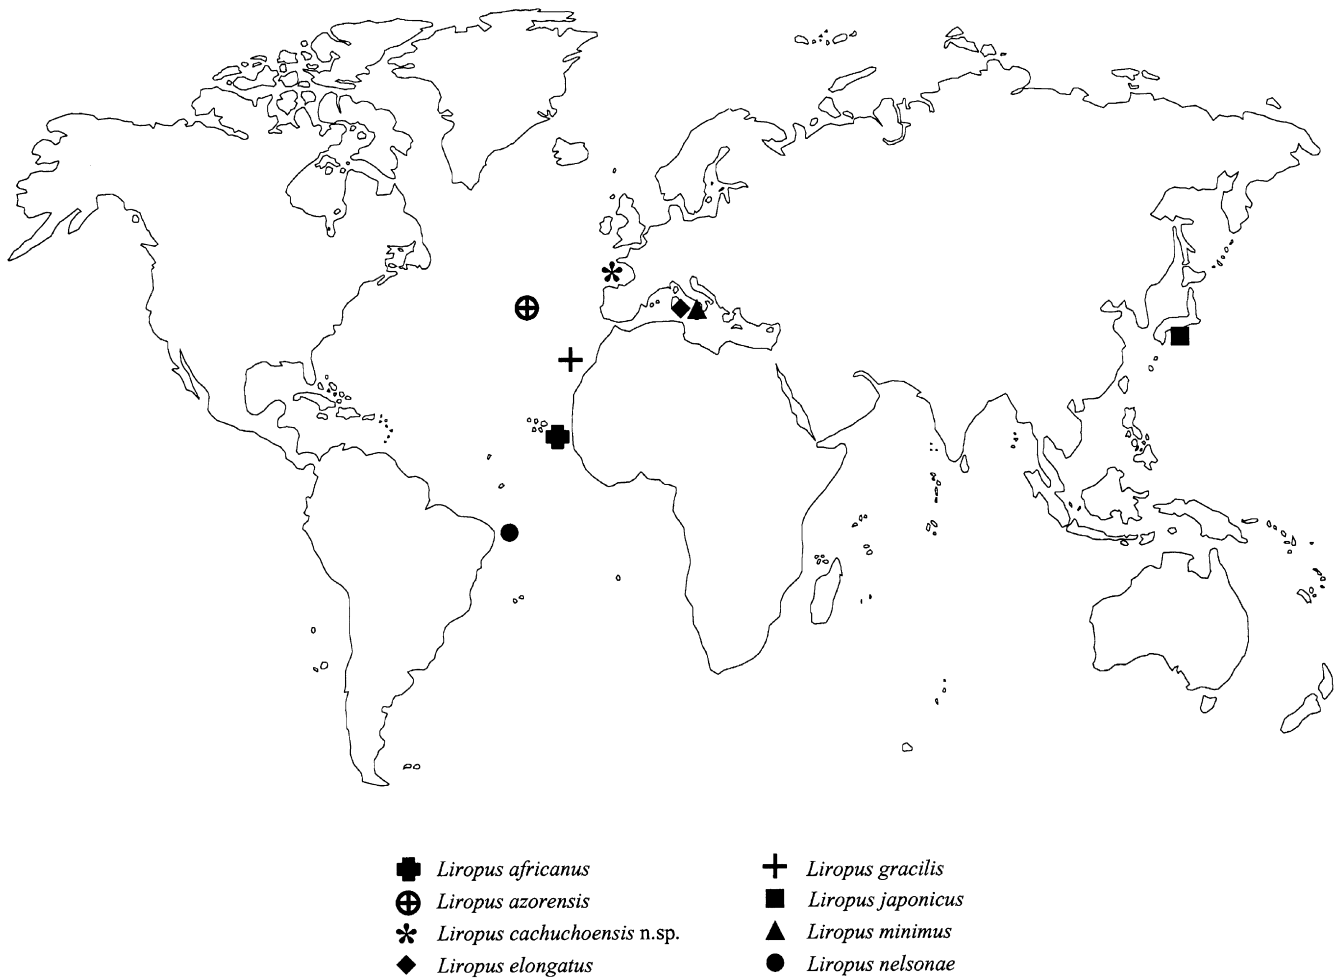 Liropus africanus
Liropus azorensis
Liropus cachuchoensis n.sp.
Liropus elongatus
Liropus gracilis
Liropus japonicus
Liropus minimus
Liropus nelsonae